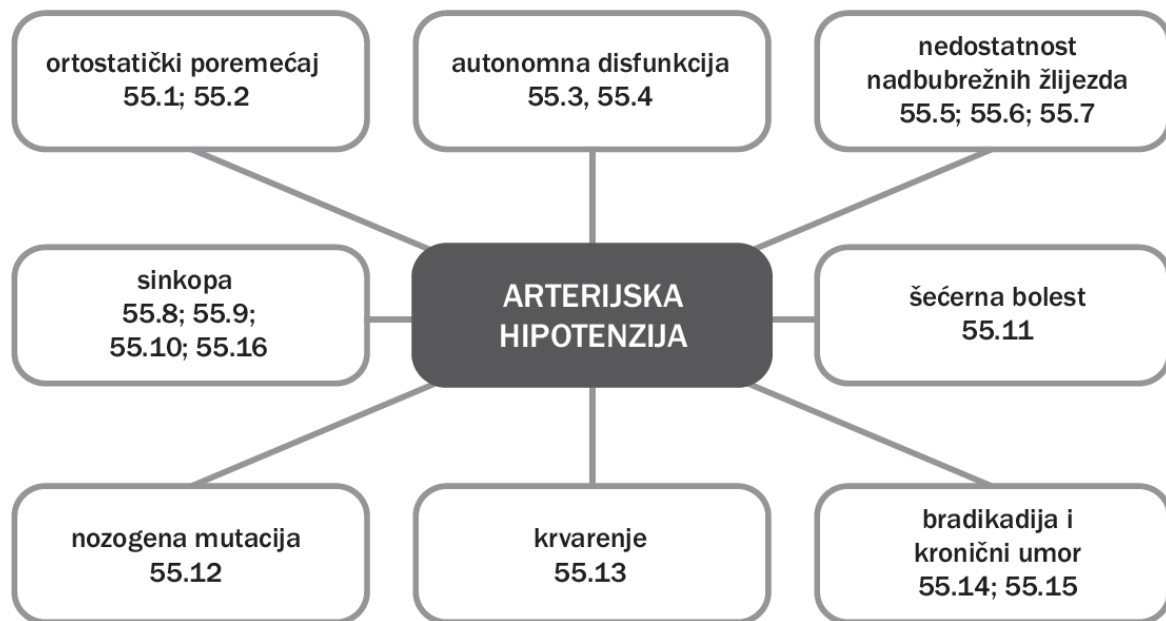 ortostatički poremećaj
55.1; 55.2
autonomna disfunkcija
55.3, 55.4
nedostatnost
nadbubrežnih žlijezda
55.5; 55.6; 55.7
sinkopa
55.8; 55.9;
55.10; 55.16
ARTERIJSKA
HIPOTENZIJA
šećerna bolest
55.11
nozogena mutacija
55.12
krvarenje
55.13
bradikadija i
kronični umor
55.14; 55.15